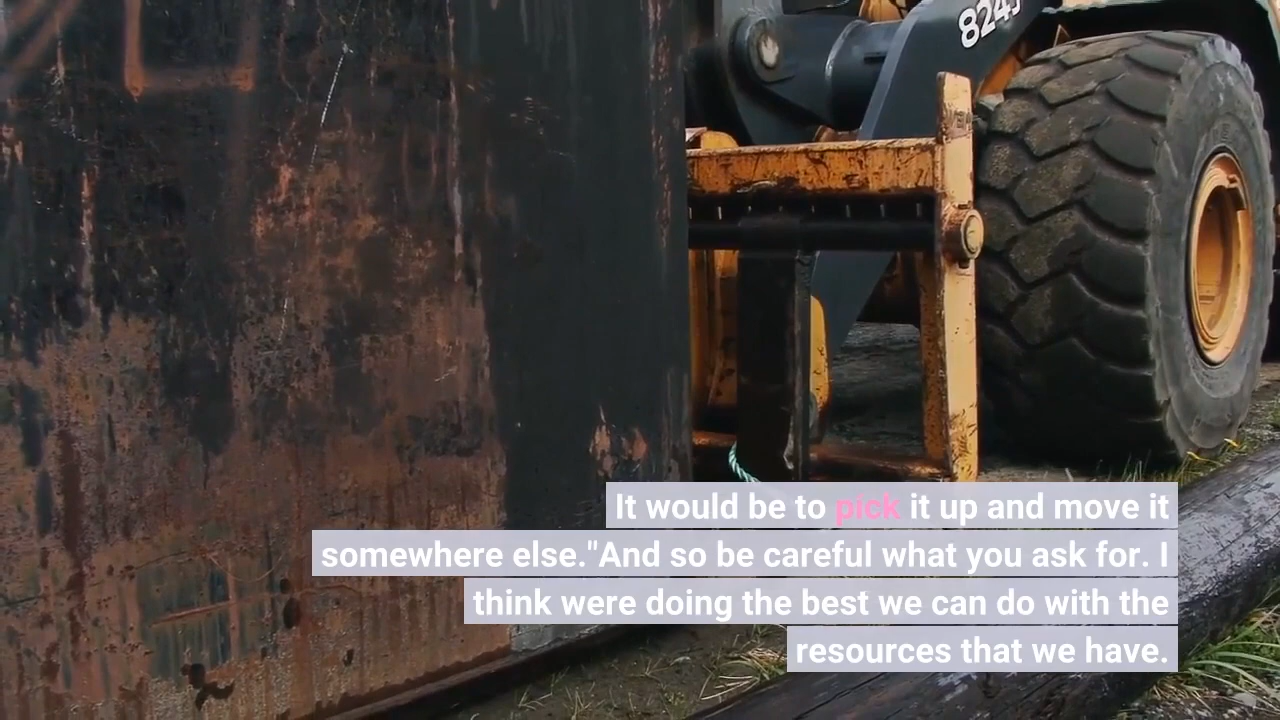 824J
It would be to pick it up and move it
somewhere else."And so be careful what you ask for. I
think were doing the best we can do with the
resources that we have.